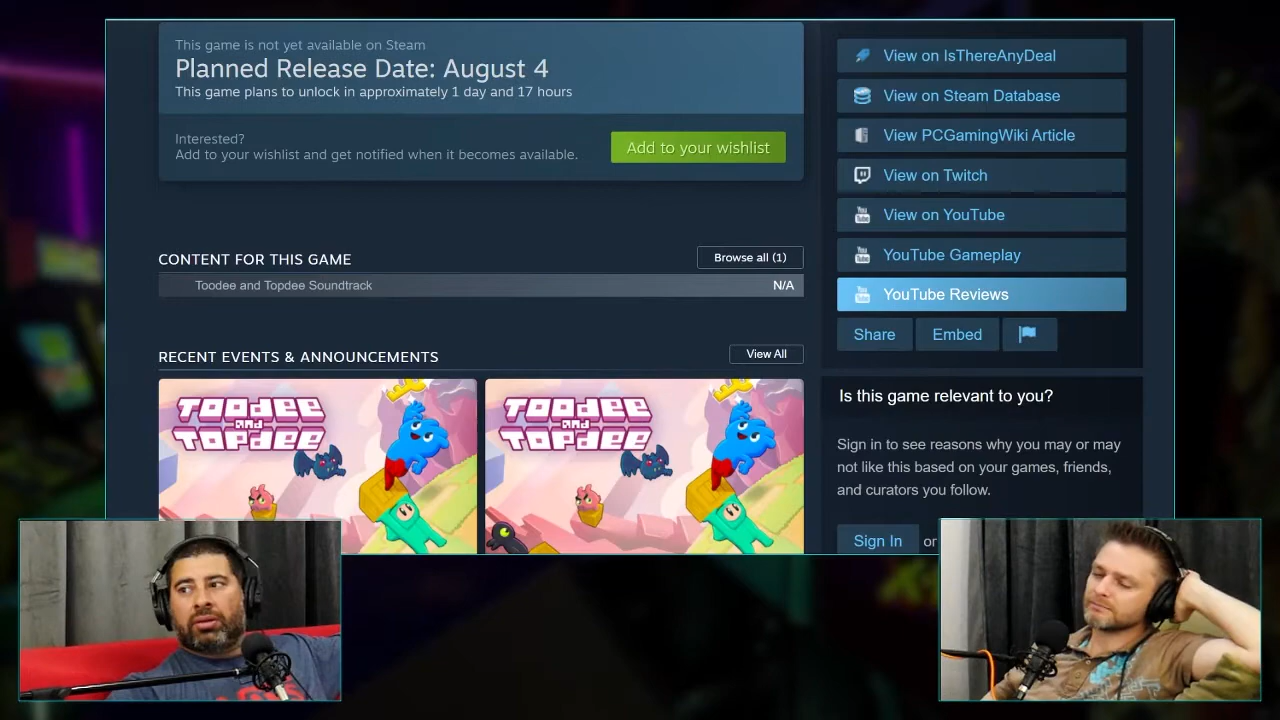 This game is not yet available on Steam
Planned Release Date: August 4
This game plans to unlock in approximately 1 day and 17 hours
Interested?
Add to your wishlist and get notified when it becomes available.
Add to your wishlist
CONTENT FOR THIS GAME
Browse all (1)
Toodee and Topdee Soundtrack
N/A
RECENT EVENTS & ANNOUNCEMENTS
View All
TOODEE
and
TOPDEE
TOODEE
and
TOPDEE
View on IsThereAnyDeal
View on Steam Database
View PCGamingWiki Article
View on Twitch
You Tube
View on YouTube
You Tube
YouTube Gameplay
You Tube
YouTube Reviews
Share
Embed
Is this game relevant to you?
Sign in to see reasons why you may or may
not like this based on your games, friends,
and curators you follow.
Sign In or